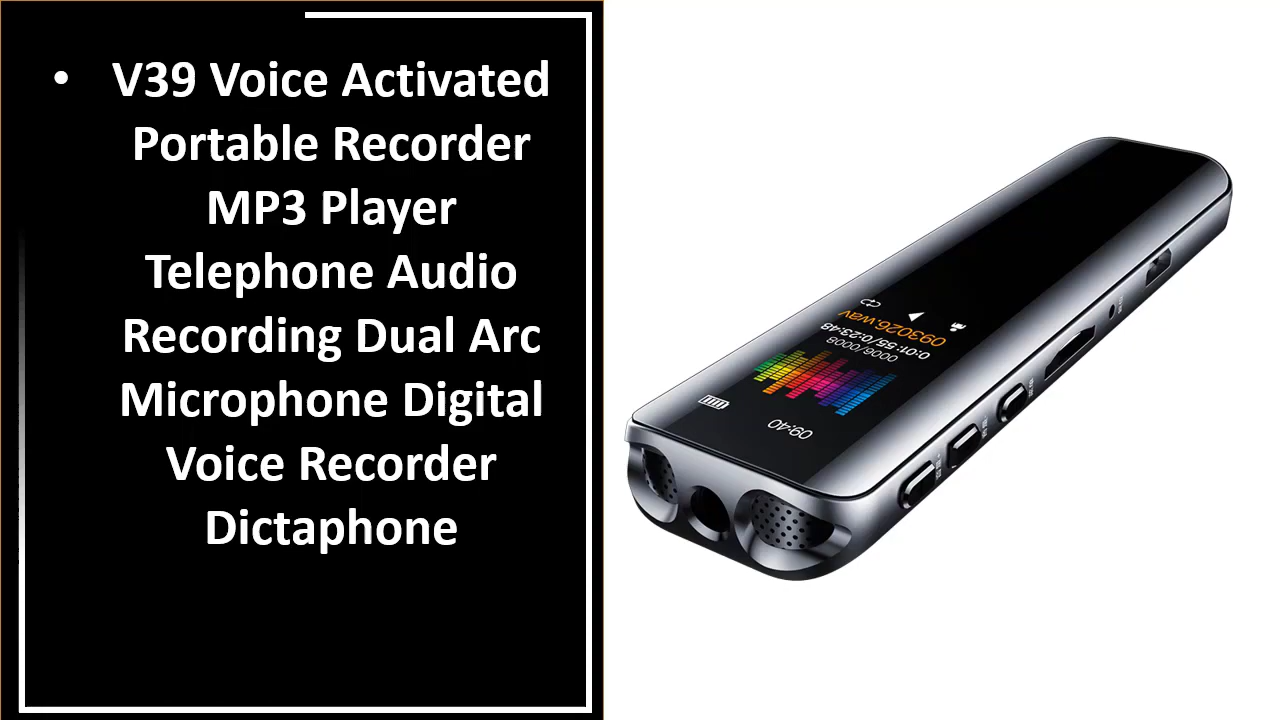 • V39 Voice Activated
Portable Recorder
MP3 Player
Telephone Audio
Recording Dual Arc
Microphone Digital
Voice Recorder
Dictaphone
093026.wav
0:01:55/0:23:48
0006/0008
09:40